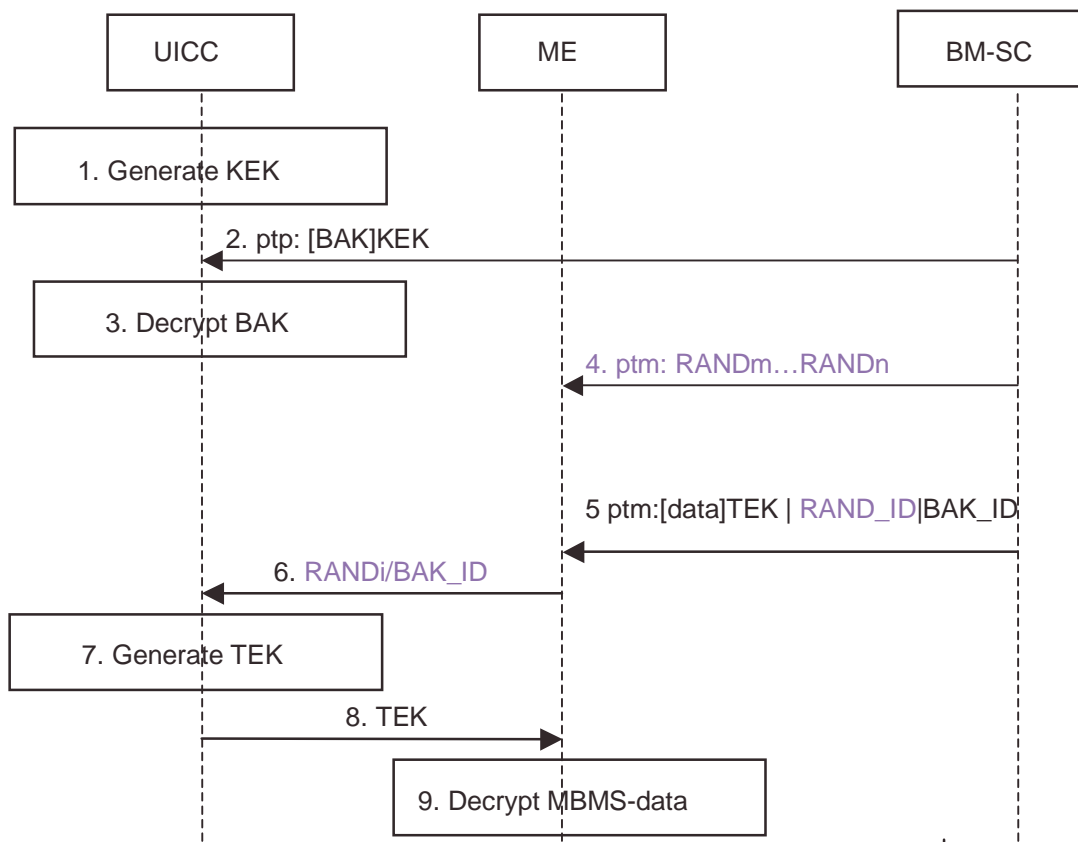 UICC
ME
BM-SC
1. Generate KEK
2. ptp: [BAK]KEK
3. Decrypt BAK
4. ptm: RANDm…RANDn
5 ptm:[data]TEK | RAND_ID|BAK_ID
6. RANDi/BAK_ID
7. Generate TEK
8. TEK
9. Decrypt MBMS-data